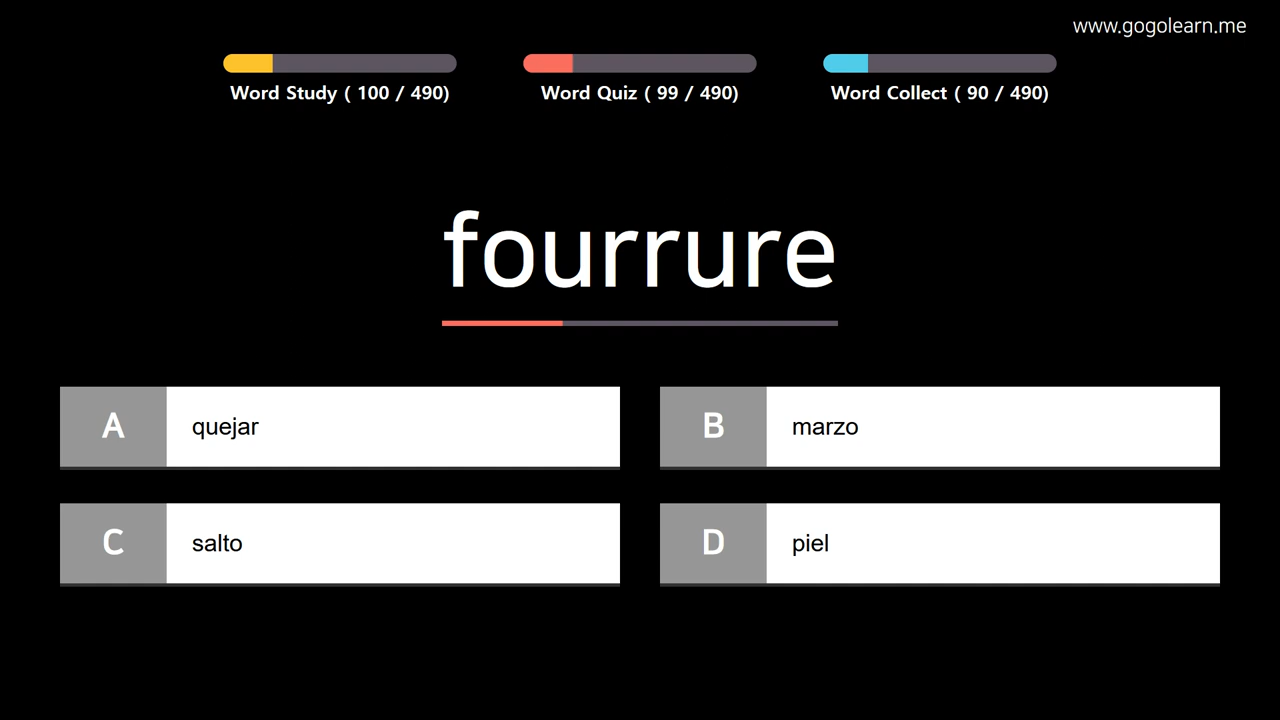 www.gogolearn.me
Word Study ( 100 / 490)
Word Quiz ( 99 / 490)
Word Collect ( 90 / 490)
fourrure
A quejar
B marzo
C salto
D piel